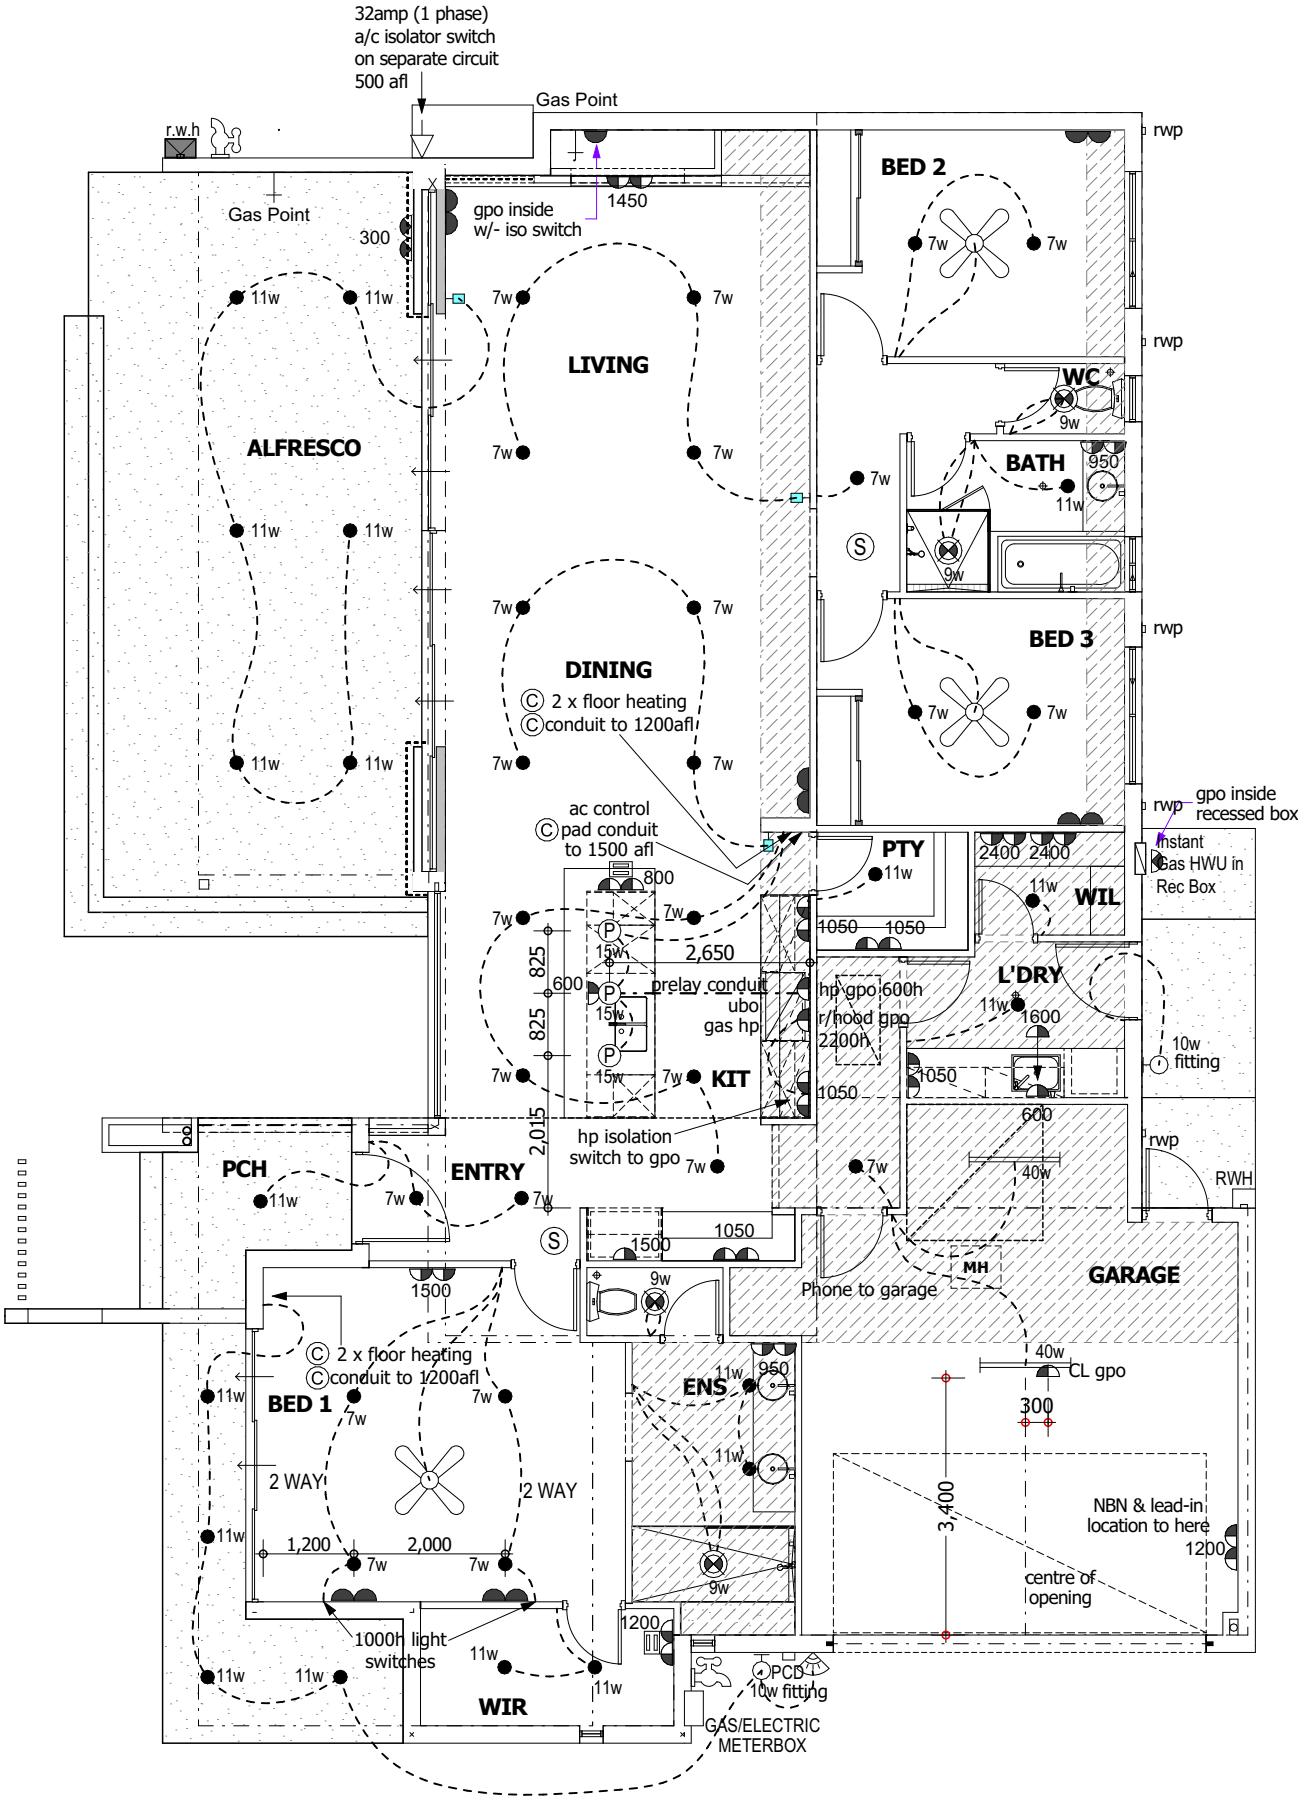 32amp (1 phase)
a/c isolator switch
on separate circuit
500 afl
Gas Point
r.w.h
rwp
BED 2
Gas Point
1450
gpo inside
w/- iso switch
300
7w
7w
11w
11w
7w
7w
rwp
LIVING
WC
9w
ALFRESCO
7w
7w
BATH
950
7w
11w
11w
11w
S
9w
7w
7w
rwp
BED 3
DINING
C 2 x floor heating
C conduit to 1200afl
7w
7w
11w
11w
7w
7w
rwp
gpo inside
recessed box
ac control
C pad conduit
to 1500 afl
PTY
2400
2400
Instant
Gas HWU in
Rec Box
11w
800
11w
WIL
7w
7w
1050
1050
P
15w
825
2,650
L'DRY
600
P
15w
prelay conduit
ubo
gas hp
hp gpo 600h
r/hood gpo
2200h
11w
1600
825
P
15w
10w
fitting
7w
7w
KIT
1050
1050
600
2,015
hp isolation
switch to gpo
rwp
PCH
ENTRY
7w
7w
40w
RWH
11w
7w
7w
S
1500
1050
1500
9w
MH
GARAGE
Phone to garage
C 2 x floor heating
C conduit to 1200afl
40w
CL gpo
11w
BED 1
7w
7w
ENS
11w
950
300
2 WAY
2 WAY
11w
3,400
NBN & lead-in
location to here
1200
11w
1,200
2,000
7w
7w
9w
centre of
opening
1000h light
switches
1200
11w
11w
11w
11w
WIR
PCD
10w fitting
GAS/ELECTRIC
METERBOX